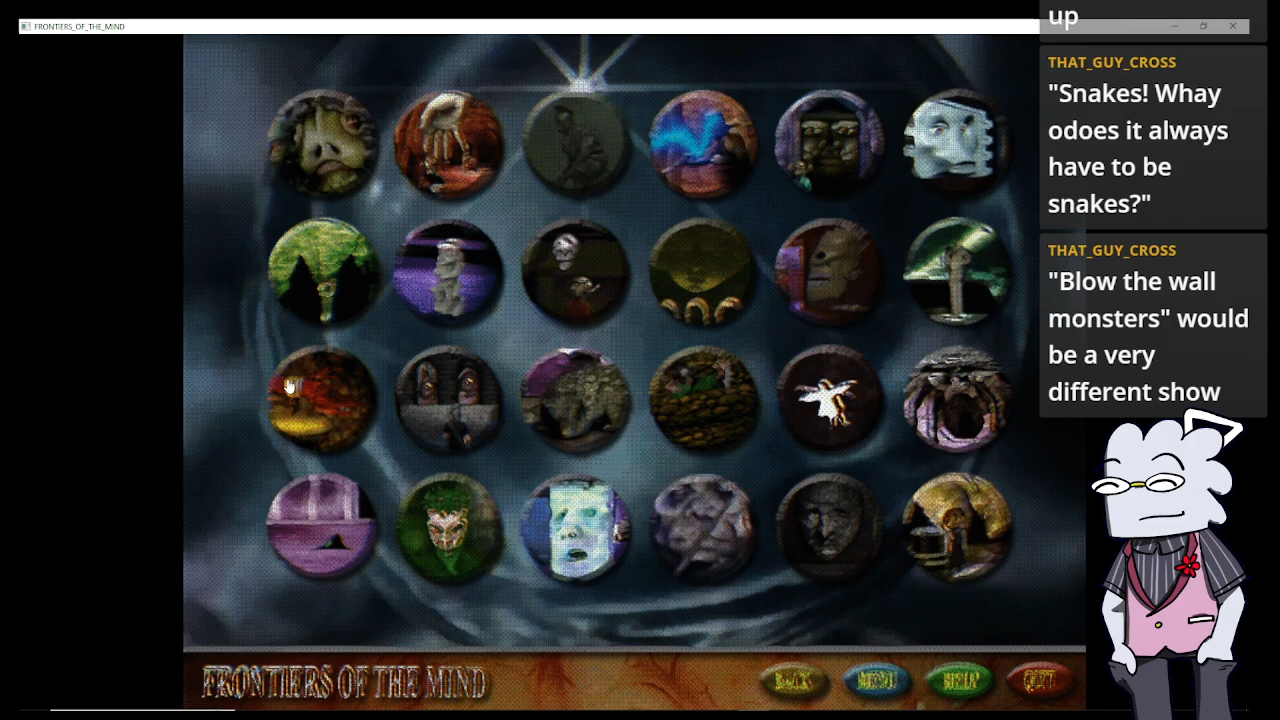 FRONTIERS_OF_THE_MIND
up
THAT_GUY_CROSS
"Snakes! Whay
odoes it always
have to be
snakes?"
THAT_GUY_CROSS
"Blow the wall
monsters" would
be a very
different show
FRONTIERS OF THE MIND
BACK
MENU
HELP
QUIT